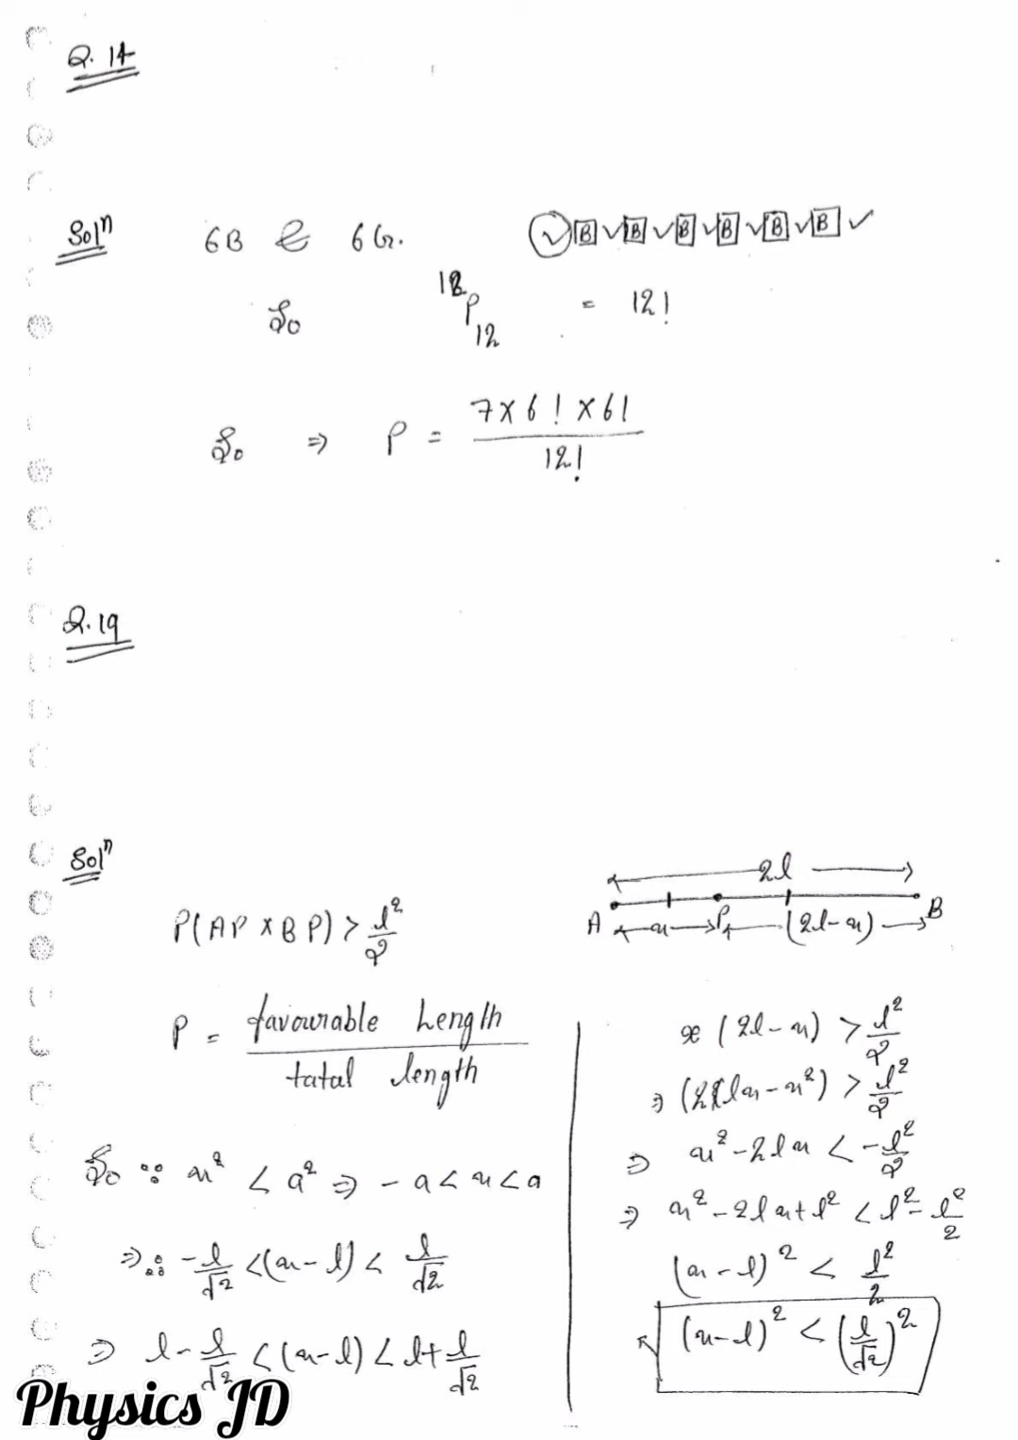 Q. 14
Solⁿ 6B & 6G. ✓ B ✓ B ✓ B ✓ B ✓ B ✓ B ✓
So ¹²P₁₂ = 12!
So ⇒ P = (7 × 6! × 6!) / 12!
Q. 19
Solⁿ
2l
A x P (2l-x) B
P(AP × BP) > l²/2
P = favourable Length / tatal length
So ∵ x² < a² ⇒ -a < x < a
⇒ ∴ -l/√2 < (x-l) < l/√2
⇒ l - l/√2 < (x-l) < l + l/√2
x (2l-x) > l²/2
⇒ (2lx - x²) > l²/2
⇒ x² - 2lx < -l²/2
⇒ x² - 2lx + l² < l² - l²/2
(x-l)² < l²/2
(x-l)² < (l/√2)²
Physics JD